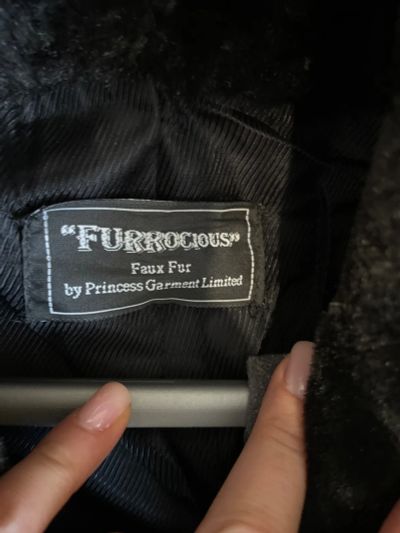 "FURROCIOUS"
Faux Fur
by Princess Garment Limited